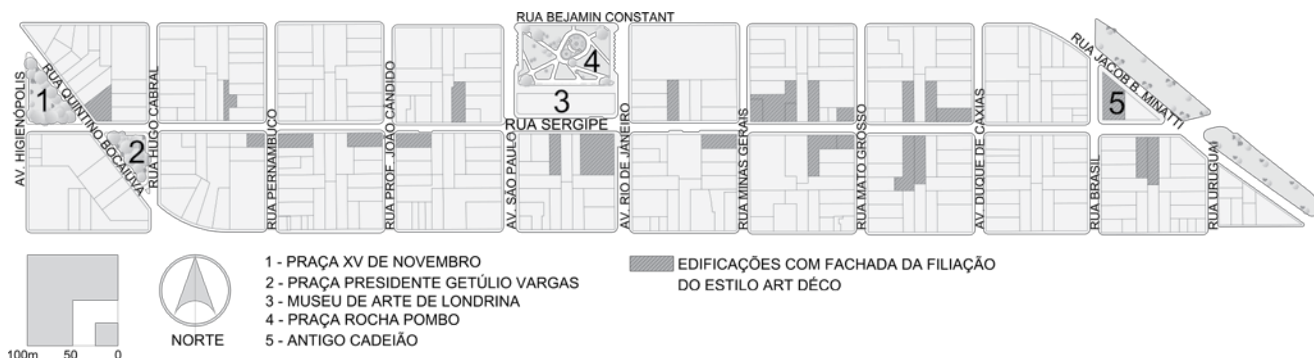 RUA BEJAMIN CONSTANT
AV. HIGIENÓPOLIS
1
RUA QUINTINO BOCAIUVA
2
RUA HUGO CABRAL
RUA PERNAMBUCO
RUA PROF. JOÃO CANDIDO
AV. SÃO PAULO
4
3
RUA SERGIPE
AV. RIO DE JANEIRO
RUA MINAS GERAIS
RUA MATO GROSSO
AV. DUQUE DE CAXIAS
RUA BRASIL
5
RUA JACOB B. MINATTI
RUA URUGUAI
100m 50 0
NORTE
1 - PRAÇA XV DE NOVEMBRO
2 - PRAÇA PRESIDENTE GETÚLIO VARGAS
3 - MUSEU DE ARTE DE LONDRINA
4 - PRAÇA ROCHA POMBO
5 - ANTIGO CADEIÃO
EDIFICAÇÕES COM FACHADA DA FILIAÇÃO
DO ESTILO ART DÉCO